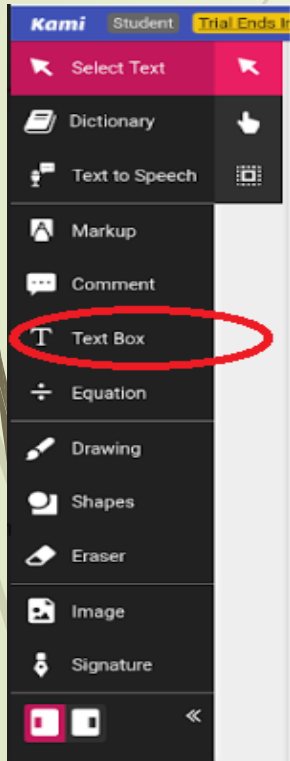 Kami Student Trial Ends In
Select Text
Dictionary
Text to Speech
Markup
Comment
T Text Box
Equation
Drawing
Shapes
Eraser
Image
Signature